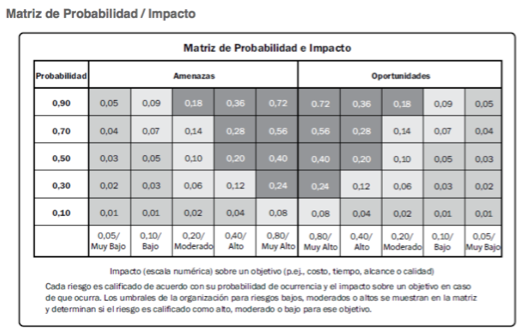 Matriz de Probabilidad / Impacto
Matriz de Probabilidad e Impacto
Probabilidad Amenazas Oportunidades
0,90 0,05 0,09 0,18 0,36 0,72 0,72 0,36 0,18 0,09 0,05
0,70 0,04 0,07 0,14 0,28 0,56 0,56 0,28 0,14 0,07 0,04
0,50 0,03 0,05 0,10 0,20 0,40 0,40 0,20 0,10 0,05 0,03
0,30 0,02 0,03 0,06 0,12 0,24 0,24 0,12 0,06 0,03 0,02
0,10 0,01 0,01 0,02 0,04 0,08 0,08 0,04 0,02 0,01 0,01
0,05/ 0,10/ 0,20/ 0,40/ 0,80/ 0,80/ 0,40/ 0,20/ 0,10/ 0,05/
Muy Bajo Bajo Moderado Alto Muy Alto Muy Alto Alto Moderado Bajo Muy Bajo
Impacto (escala numérica) sobre un objetivo (p.ej., costo, tiempo, alcance o calidad)
Cada riesgo es calificado de acuerdo con su probabilidad de ocurrencia y el impacto sobre un objetivo en caso
de que ocurra. Los umbrales de la organización para riesgos bajos, moderados o altos se muestran en la matriz
y determinan si el riesgo es calificado como alto, moderado o bajo para ese objetivo.